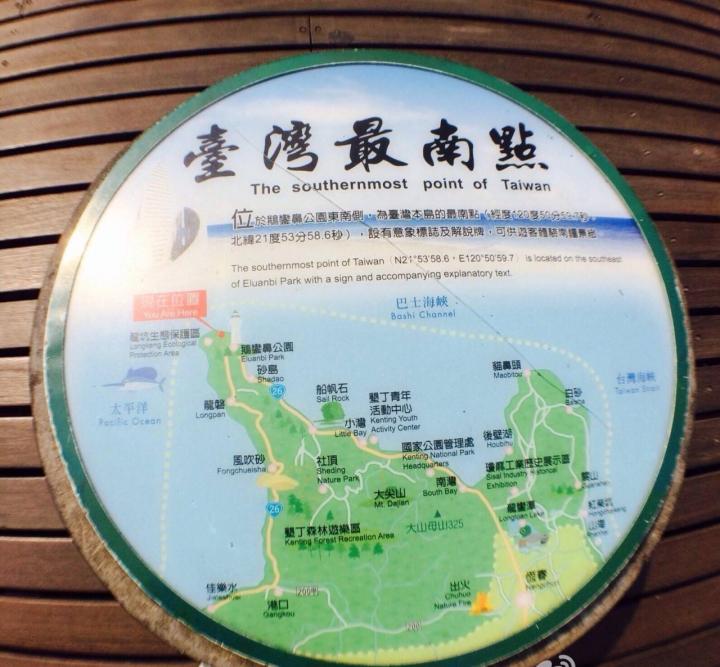 臺灣最南點
The southernmost point of Taiwan
位於鵝鑾鼻公園東南側，為臺灣本島的最南點（經度120度50分59.7秒，
北緯21度53分58.6秒），設有意象標誌及解說牌，可供遊客體驗南疆景緻
The southernmost point of Taiwan（N21°53'58.6，E120°50'59.7）is located on the southeast
of Eluanbi Park with a sign and accompanying explanatory text.
現在位置
You Are Here
巴士海峽
Bashi Channel
龍坑生態保護區
Longkeng Ecological
Protection Area
鵝鑾鼻公園
Eluanbi Park
砂島
Shadao
貓鼻頭
Maobitou
台灣海峽
Taiwan Strait
太平洋
Pacific Ocean
龍磐
Longpan
26
船帆石
Sail Rock
墾丁青年
活動中心
Kenting Youth
Activity Center
白砂
小灣
Little Bay
後壁湖
Houbihu
國家公園管理處
Kenting National Park
Headquarters
風吹砂
Fongchueisha
社頂
Sheding
Nature Park
瓊麻工業歷史展示區
Sisal Industry Historical
Exhibition
南灣
South Bay
大尖山
Mt. Dajian
26
大山母山325
龍鑾潭
Longluan Lake
紅柴坑
山海
墾丁森林遊樂區
Kenting Forest Recreation Area
佳樂水
Jialeshuei
港口
Gangkou
200
出火
Chuhuo
Nature Fire
恆春
200